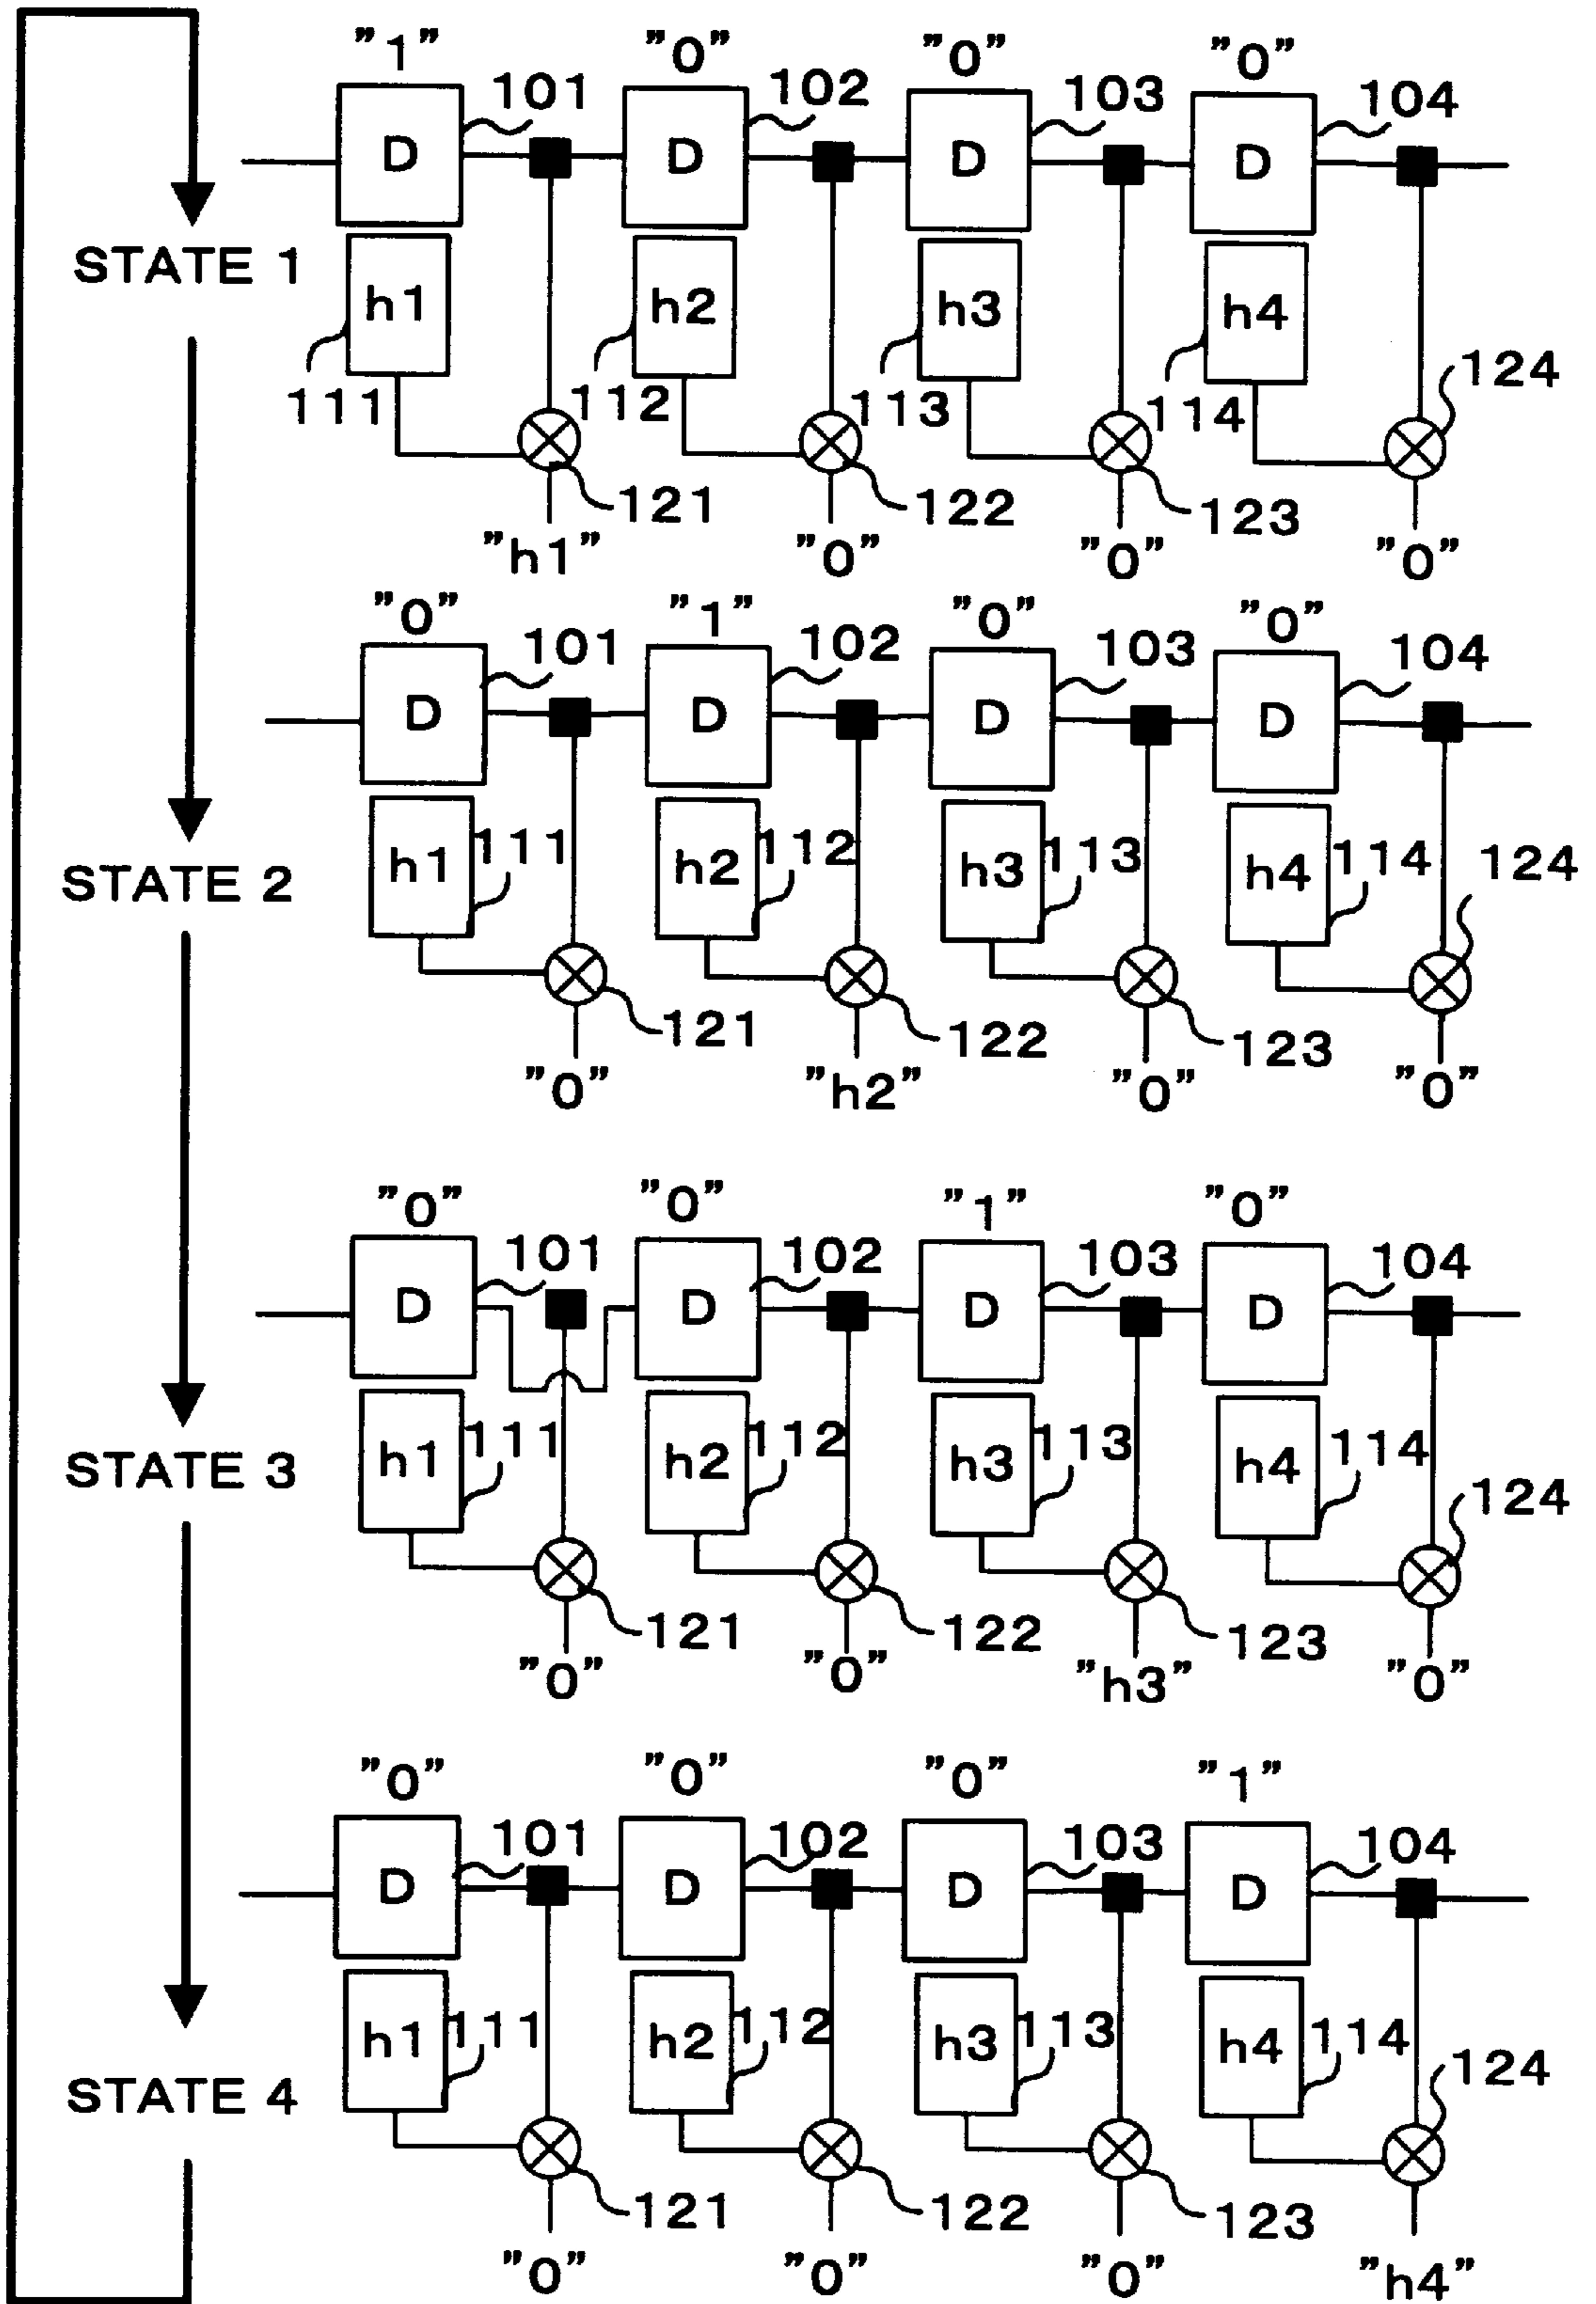 "1" "0" "0" "0"
101 102 103 104
D D D D
STATE 1
h1 h2 h3 h4
111 112 113 114 124
121 122 123
"h1" "0" "0" "0"
"0" "1" "0" "0"
101 102 103 104
D D D D
STATE 2
h1 111 h2 112 h3 113 h4 114 124
121 122 123
"0" "h2" "0" "0"
"0" "0" "1" "0"
101 102 103 104
D D D D
STATE 3
h1 111 h2 112 h3 113 h4 114 124
121 122 123
"0" "0" "h3" "0"
"0" "0" "0" "1"
101 102 103 104
D D D D
STATE 4
h1 111 h2 112 h3 113 h4 114 124
121 122 123
"0" "0" "0" "h4"